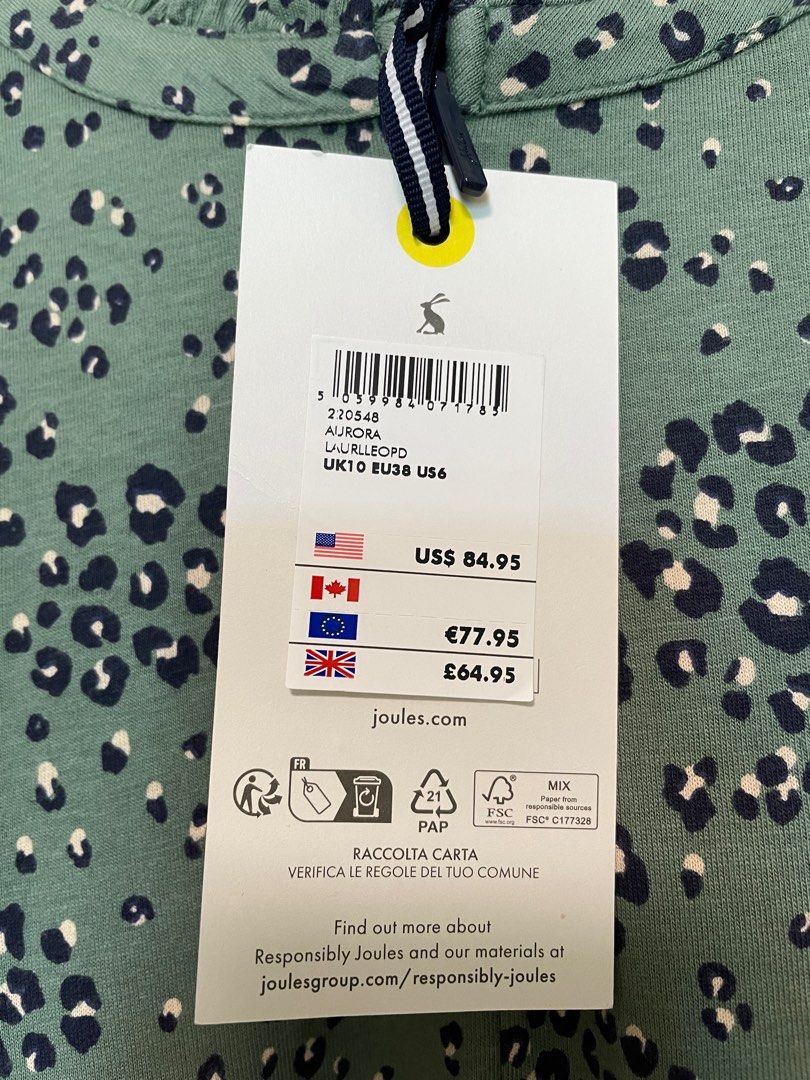 5 059984 071785
220548
AURORA
LAURLLEOPD
UK10 EU38 US6
US$ 84.95
€77.95
£64.95
joules.com
FR
21
PAP
FSC®
www.fsc.org
MIX
Paper from
responsible sources
FSC® C177328
RACCOLTA CARTA
VERIFICA LE REGOLE DEL TUO COMUNE
Find out more about
Responsibly Joules and our materials at
joulesgroup.com/responsibly-joules